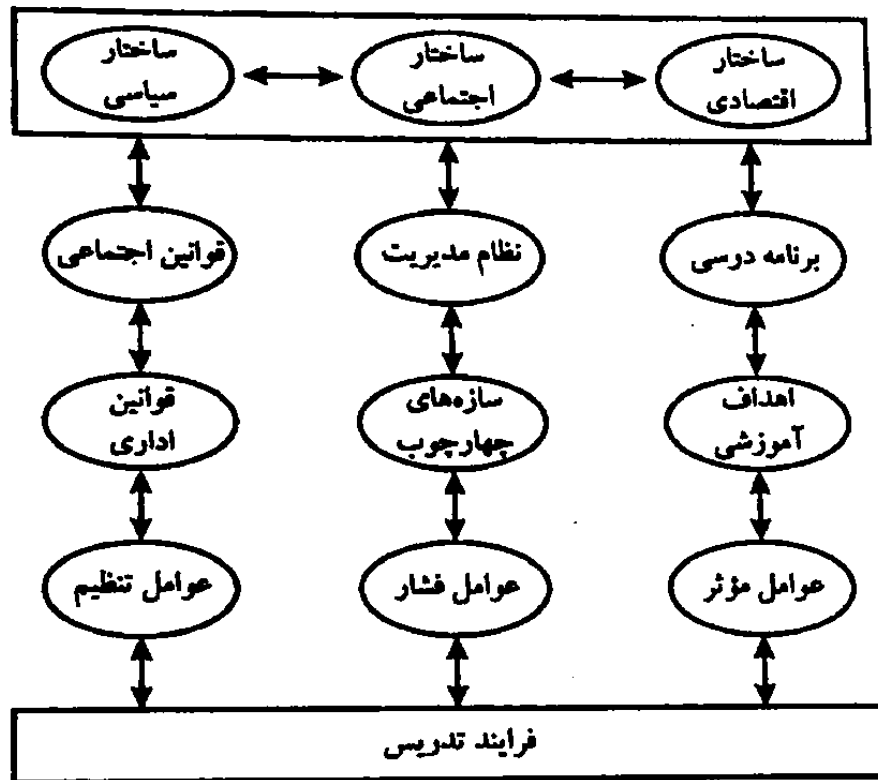 ساختار
اقتصادی
ساختار
اجتماعی
ساختار
سیاسی
برنامه درسی
نظام مدیریت
قوانین اجتماعی
اهداف
آموزشی
سازه‌های
چهارچوب
قوانین
اداری
عوامل مؤثر
عوامل فشار
عوامل تنظیم
فرایند تدریس